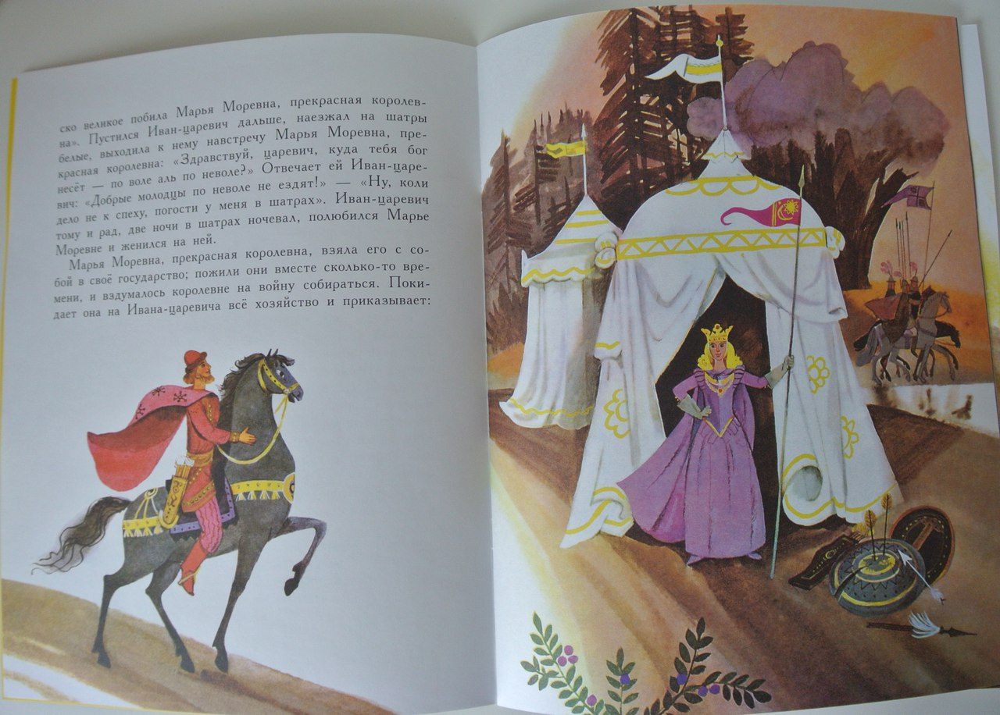 ско великое побила Марья Моревна, прекрасная королев-
на». Пустился Иван-царевич дальше, наезжал на шатры
белые, выходила к нему навстречу Марья Моревна, пре-
красная королевна: «Здравствуй, царевич, куда тебя бог
несёт — по воле аль по неволе?» Отвечает ей Иван-царе-
вич: «Добрые молодцы по неволе не ездят!» — «Ну, коли
дело не к спеху, погости у меня в шатрах». Иван-царевич
тому и рад, две ночи в шатрах ночевал, полюбился Марье
Моревне и женился на ней.
Марья Моревна, прекрасная королевна, взяла его с со-
бой в своё государство; пожили они вместе сколько-то вре-
мени, и вздумалось королевне на войну собираться. Поки-
дает она на Ивана-царевича всё хозяйство и приказывает: